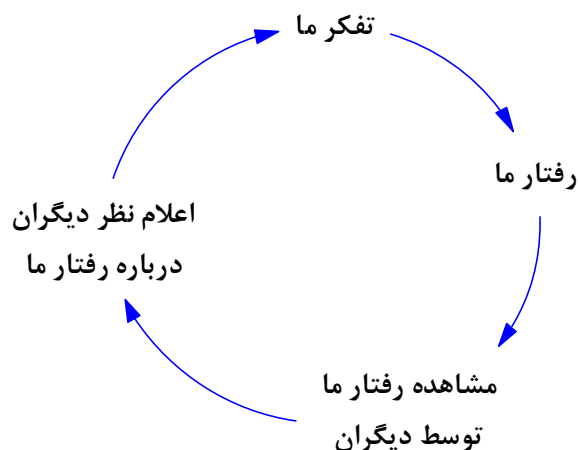 تفکر ما
رفتار ما
مشاهده رفتار ما
توسط دیگران
اعلام نظر دیگران
درباره رفتار ما